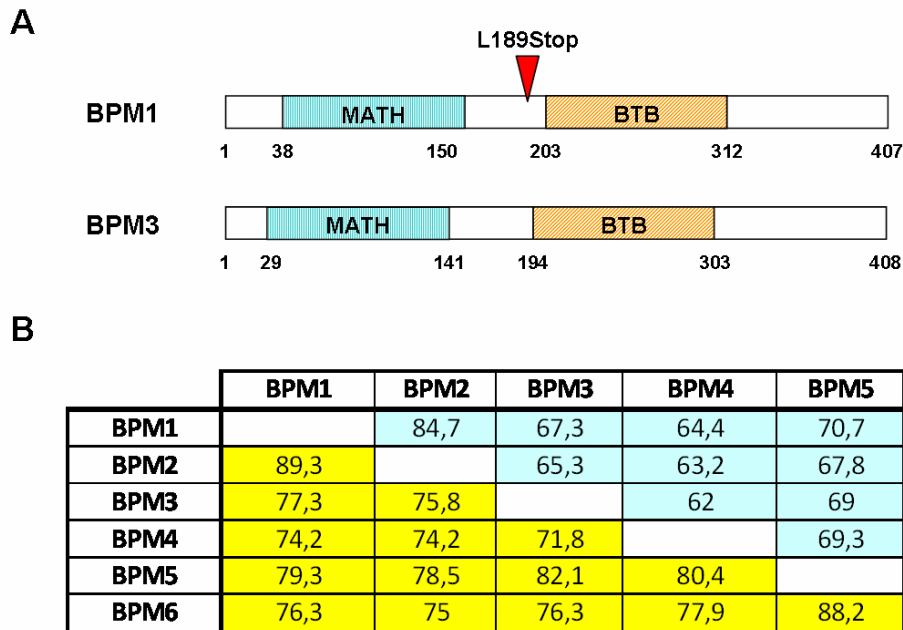 A
L189Stop
BPM1 MATH BTB
1 38 150 203 312 407
BPM3 MATH BTB
1 29 141 194 303 408
B
BPM1 BPM2 BPM3 BPM4 BPM5
BPM1 84,7 67,3 64,4 70,7
BPM2 89,3 65,3 63,2 67,8
BPM3 77,3 75,8 62 69
BPM4 74,2 74,2 71,8 69,3
BPM5 79,3 78,5 82,1 80,4
BPM6 76,3 75 76,3 77,9 88,2